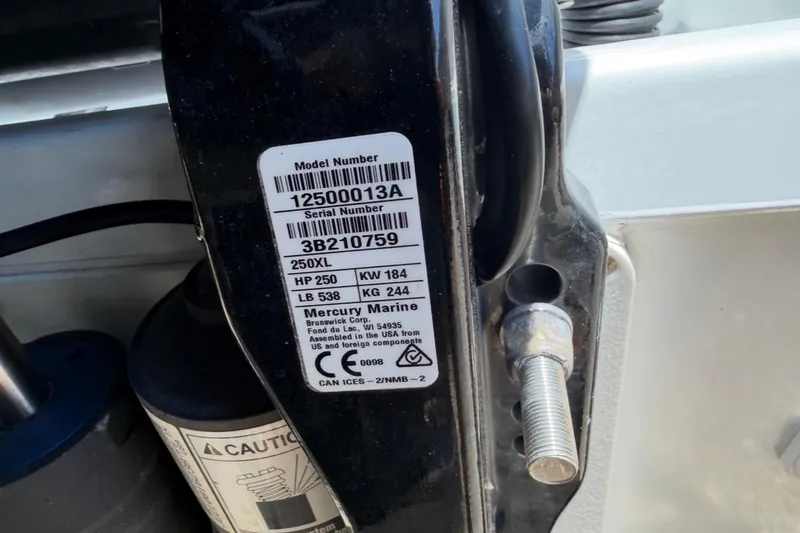 Model Number
12500013A
Serial Number
3B210759
250XL
HP 250 KW 184
LB 538 KG 244
Mercury Marine
Brunswick Corp.
Fond du Lac, WI 54935
Assembled in the USA from
US and foreign components
CE 0098
CAN ICES-2/NMB-2
CAUTIO